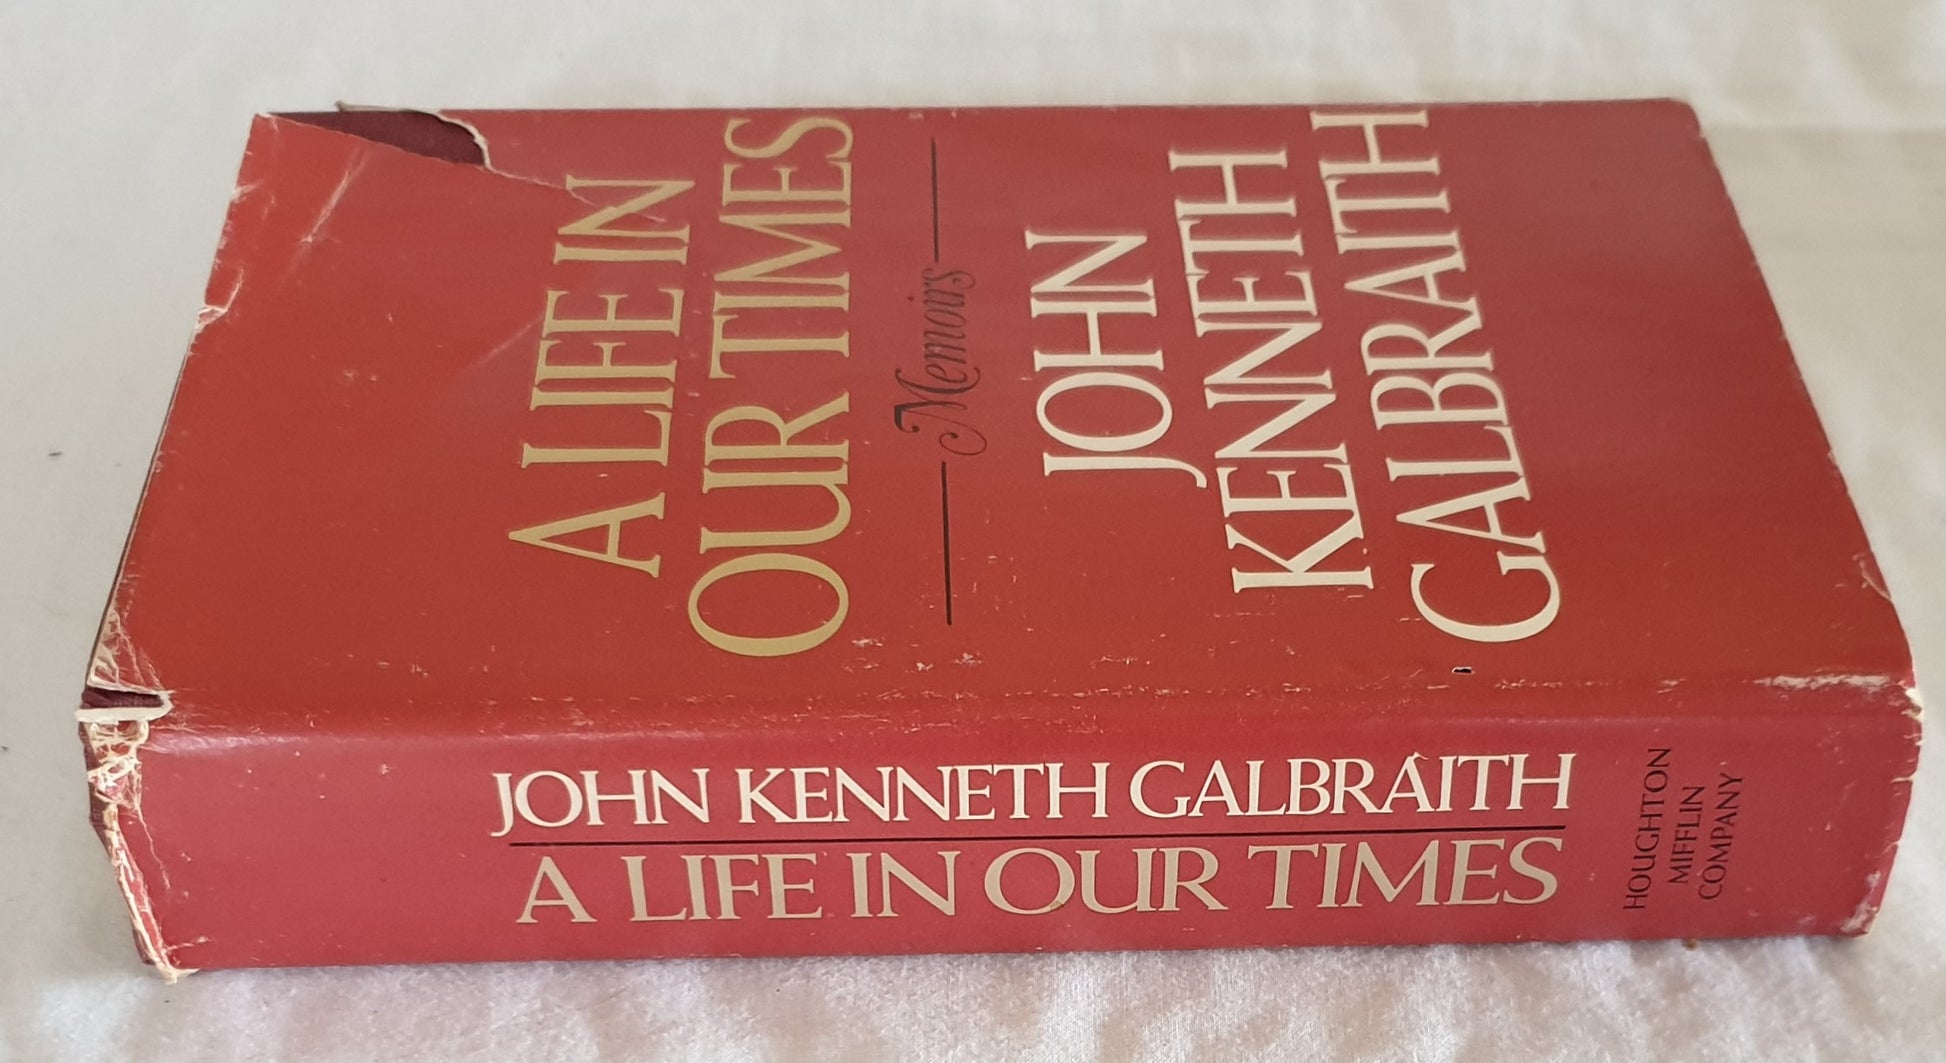 A LIFE IN
OUR TIMES
Memoirs
JOHN
KENNETH
GALBRAITH
JOHN KENNETH GALBRAITH
A LIFE IN OUR TIMES
HOUGHTON
MIFFLIN
COMPANY